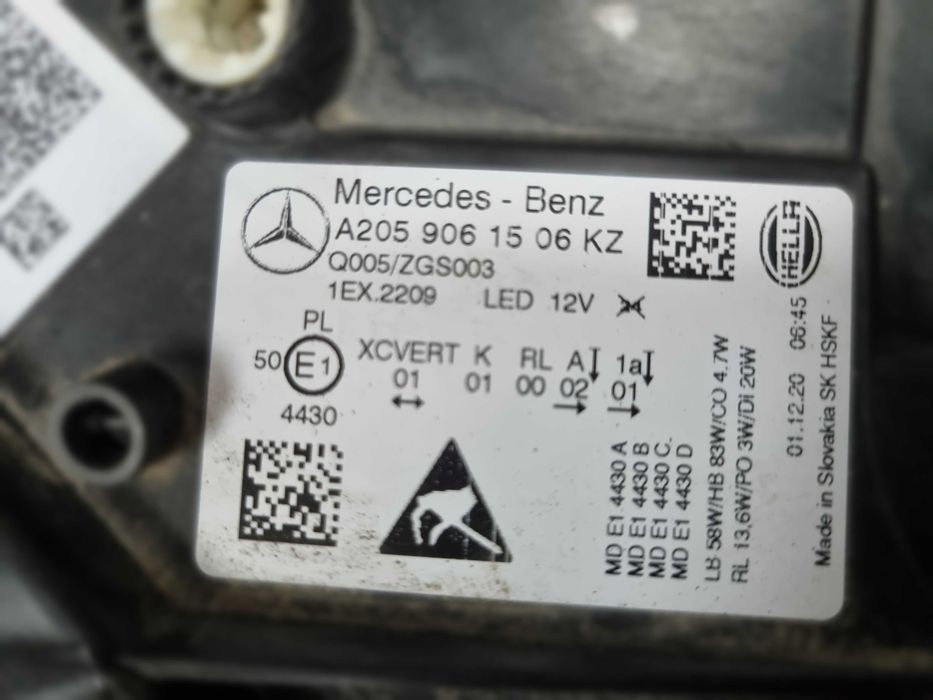 Mercedes - Benz
A205 906 15 06 KZ
Q005/ZGS003
1EX.2209 LED 12V
HELLA
PL
50 E1
4430
XCVERT K RL A 1a
01 01 00 02 01
MD E1 4430 A
MD E1 4430 B
MD E1 4430 C.
MD E1 4430 D
LB 58W/HB 83W/CO 4.7W
RL 13,6W/PO 3W/DI 20W
01.12.20 06:45
Made in Slovakia SK HSKF